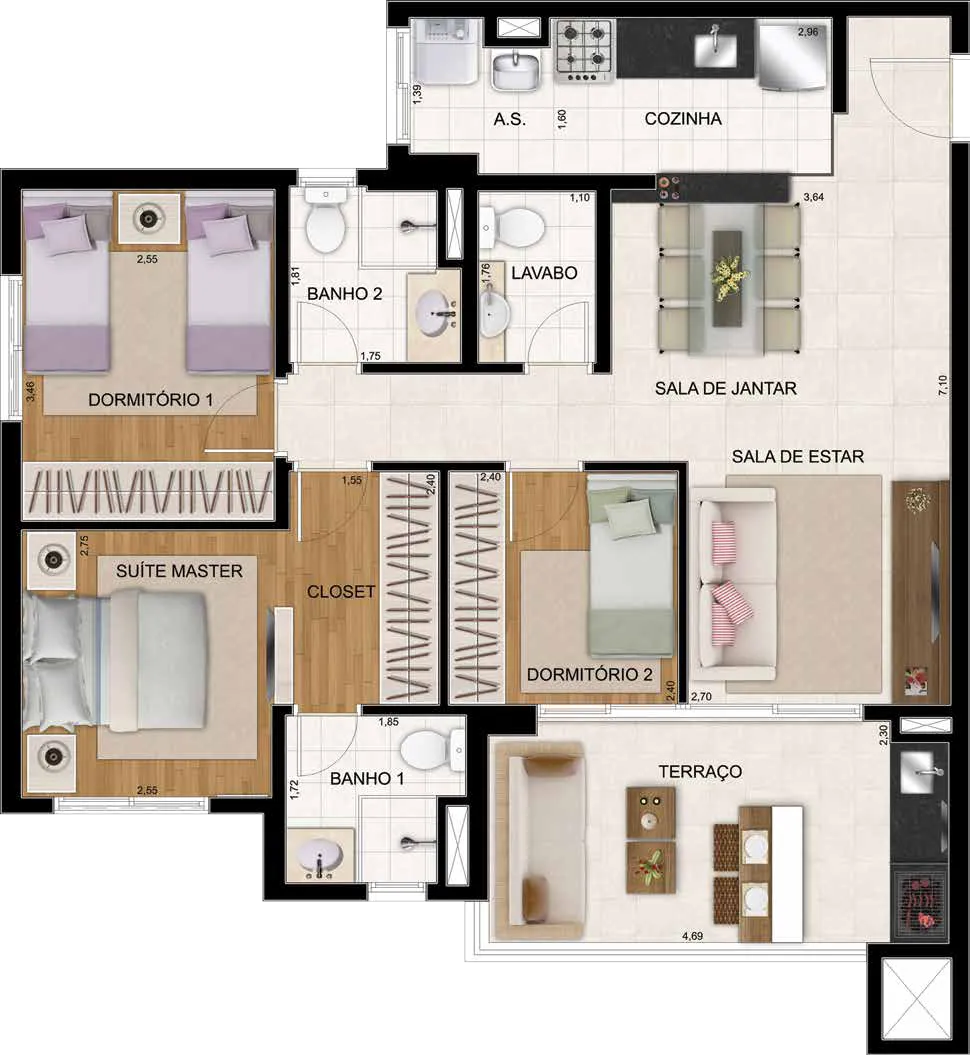 2,96
1,39
A.S.
1,60
COZINHA
1,10
3,64
2,55
1,81
BANHO 2
1,76
LAVABO
1,75
3,46
DORMITÓRIO 1
SALA DE JANTAR
7,10
SALA DE ESTAR
1,55
2,40
2,40
2,75
SUÍTE MASTER
CLOSET
DORMITÓRIO 2
2,40
2,70
1,85
2,30
BANHO 1
TERRAÇO
1,72
2,55
4,69